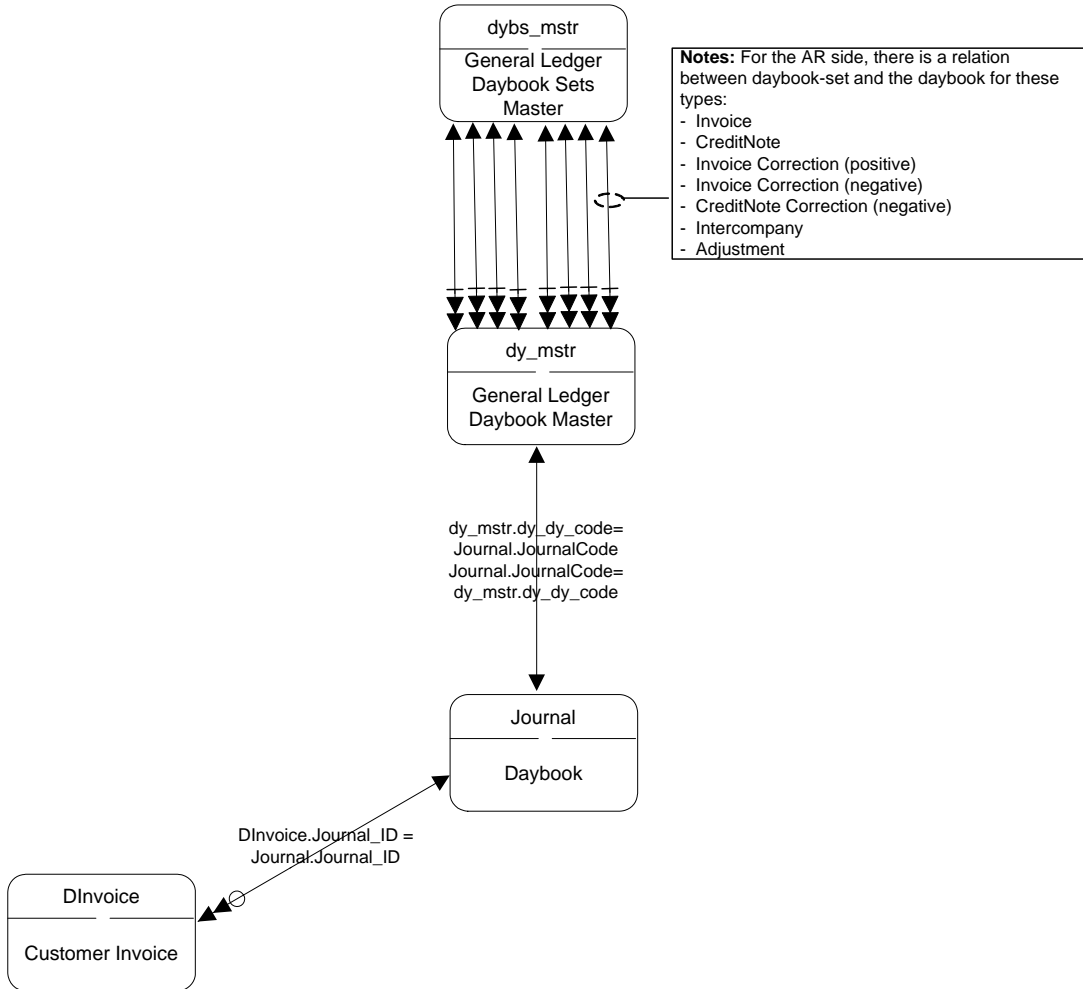 dybs_mstr
General Ledger
Daybook Sets
Master
Notes: For the AR side, there is a relation
between daybook-set and the daybook for these
types:
- Invoice
- CreditNote
- Invoice Correction (positive)
- Invoice Correction (negative)
- CreditNote Correction (negative)
- Intercompany
- Adjustment
dy_mstr
General Ledger
Daybook Master
dy_mstr.dy_dy_code=
Journal.JournalCode
Journal.JournalCode=
dy_mstr.dy_dy_code
Journal
Daybook
DInvoice.Journal_ID =
Journal.Journal_ID
DInvoice
Customer Invoice